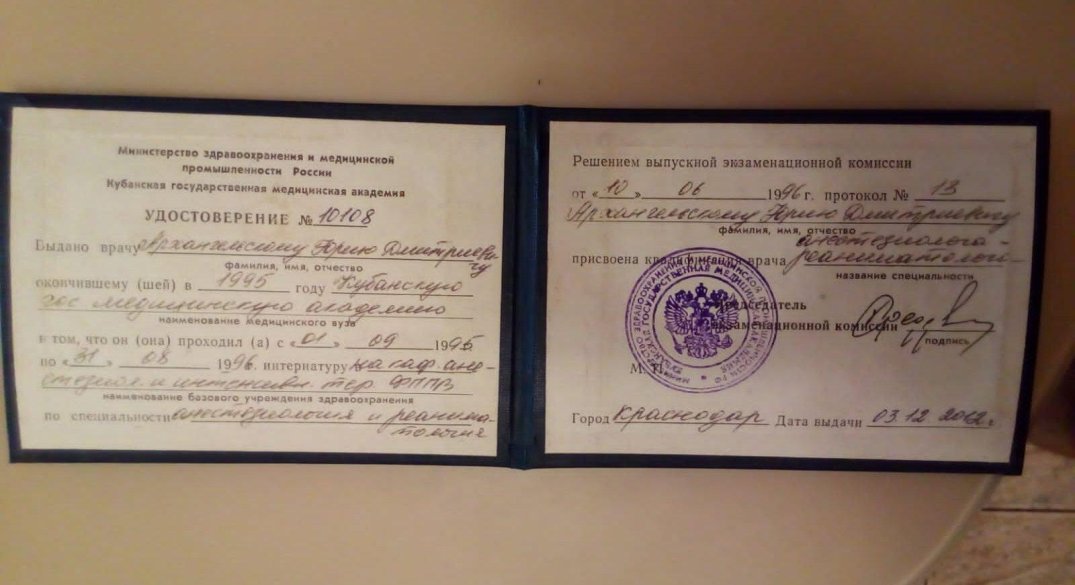 Министерство здравоохранения и медицинской
промышленности России
Кубанская государственная медицинская академия
УДОСТОВЕРЕНИЕ № 10108
Выдано врачу Архангельскому Юрию Дмитриеви-
чу
фамилия, имя, отчество
окончившему (шей) в 1995 году Кубанскую
гос медицинскую академию
наименование медицинского вуза
в том, что он (она) проходил (а) с «01» 09 1995
по «31» 08 1996. интернатуру на каф. ане-
стезиол. и интенсивн. тер. ФППВ
наименование базового учреждения здравоохранения
по специальности анестезиология и реанима-
тология
Решением выпускной экзаменационной комиссии
от «10» 06 1996 г. протокол № 13
Архангельскому Юрию Дмитриевичу
фамилия, имя, отчество
анестезиолога-
присвоена квалификация врача реаниматолога
название специальности
Председатель
экзаменационной комиссии
подпись
М. П.
Город Краснодар Дата выдачи 03.12.2012г.